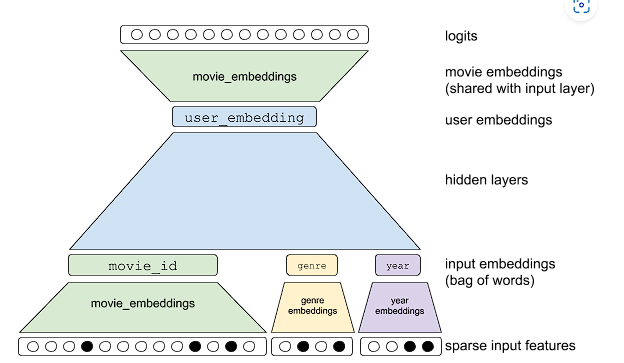 logits
movie_embeddings
movie embeddings
(shared with input layer)
user_embedding
user embeddings
hidden layers
movie_id
genre
year
input embeddings
(bag of words)
movie_embeddings
genre
embeddings
year
embeddings
sparse input features